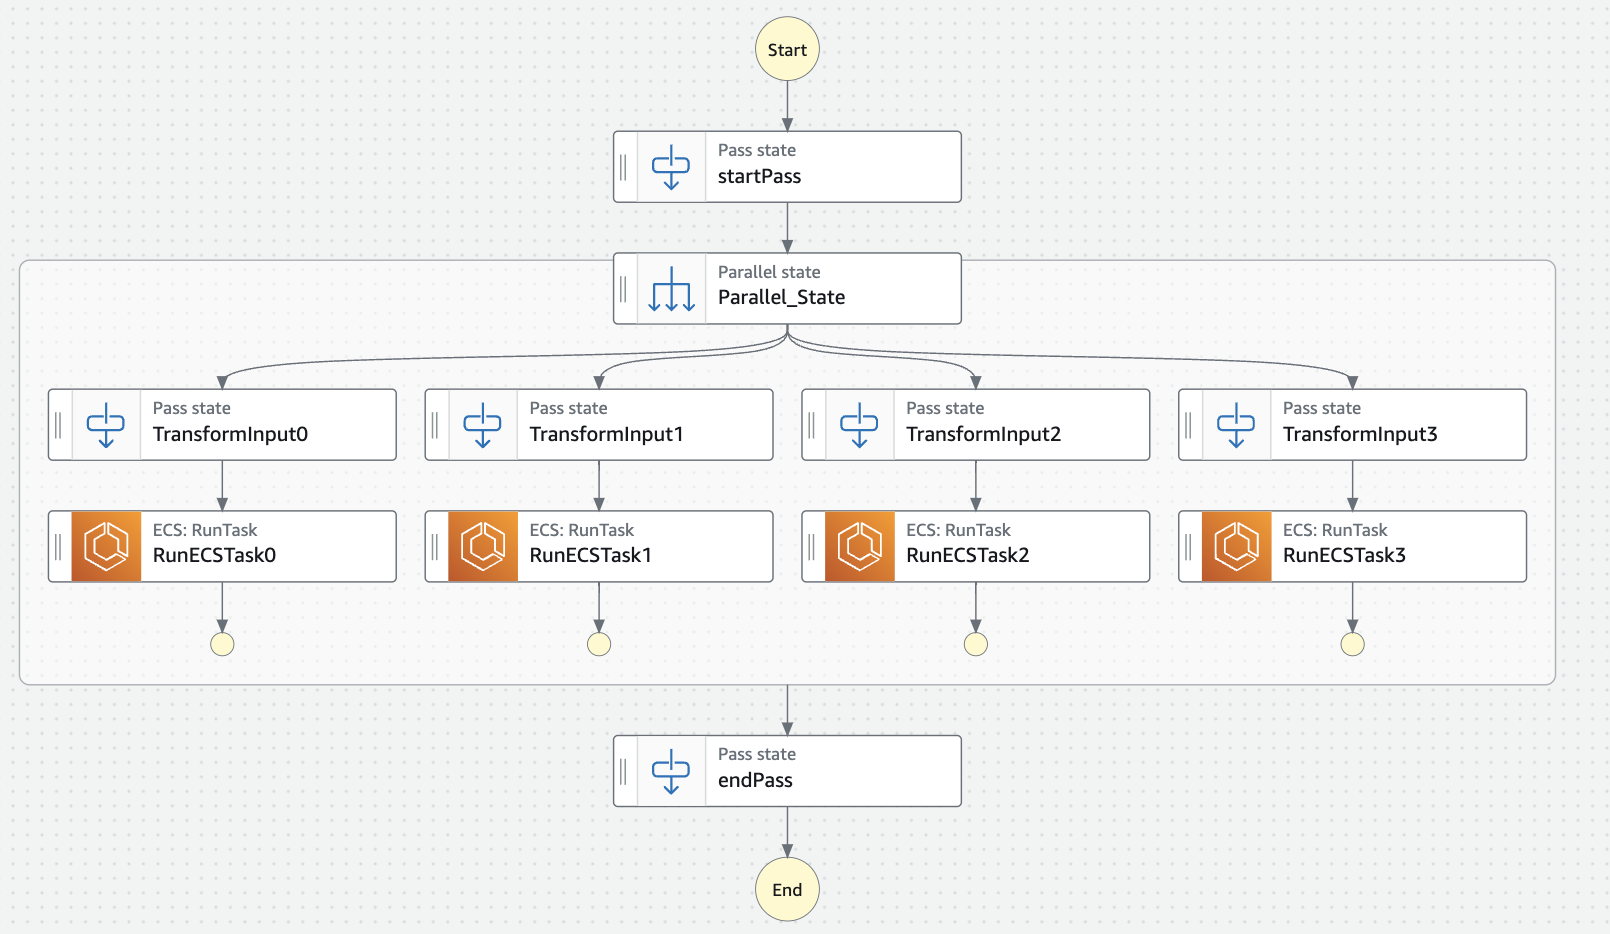 Start
Pass state
startPass
Parallel state
Parallel_State
Pass state
TransformInput0
Pass state
TransformInput1
Pass state
TransformInput2
Pass state
TransformInput3
ECS: RunTask
RunECSTask0
ECS: RunTask
RunECSTask1
ECS: RunTask
RunECSTask2
ECS: RunTask
RunECSTask3
Pass state
endPass
End